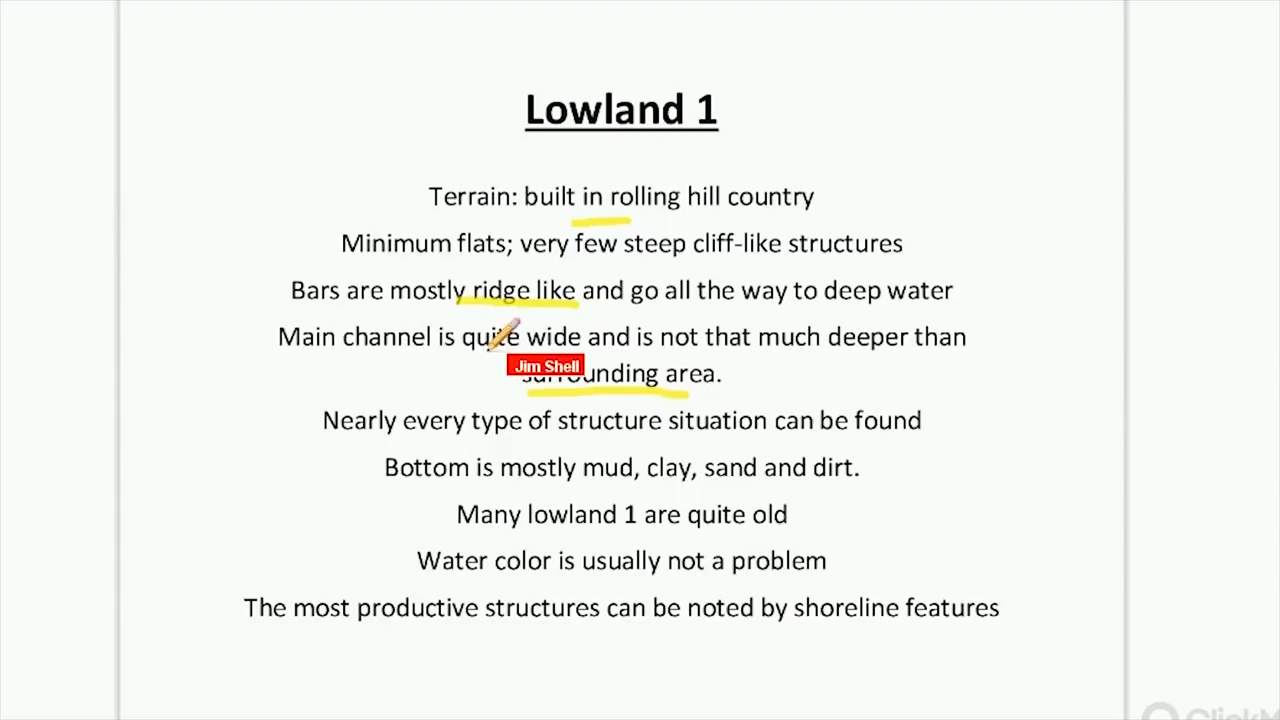 Lowland 1
Terrain: built in rolling hill country
Minimum flats; very few steep cliff-like structures
Bars are mostly ridge like and go all the way to deep water
Main channel is quite wide and is not that much deeper than
Jim Shell
surrounding area.
Nearly every type of structure situation can be found
Bottom is mostly mud, clay, sand and dirt.
Many lowland 1 are quite old
Water color is usually not a problem
The most productive structures can be noted by shoreline features